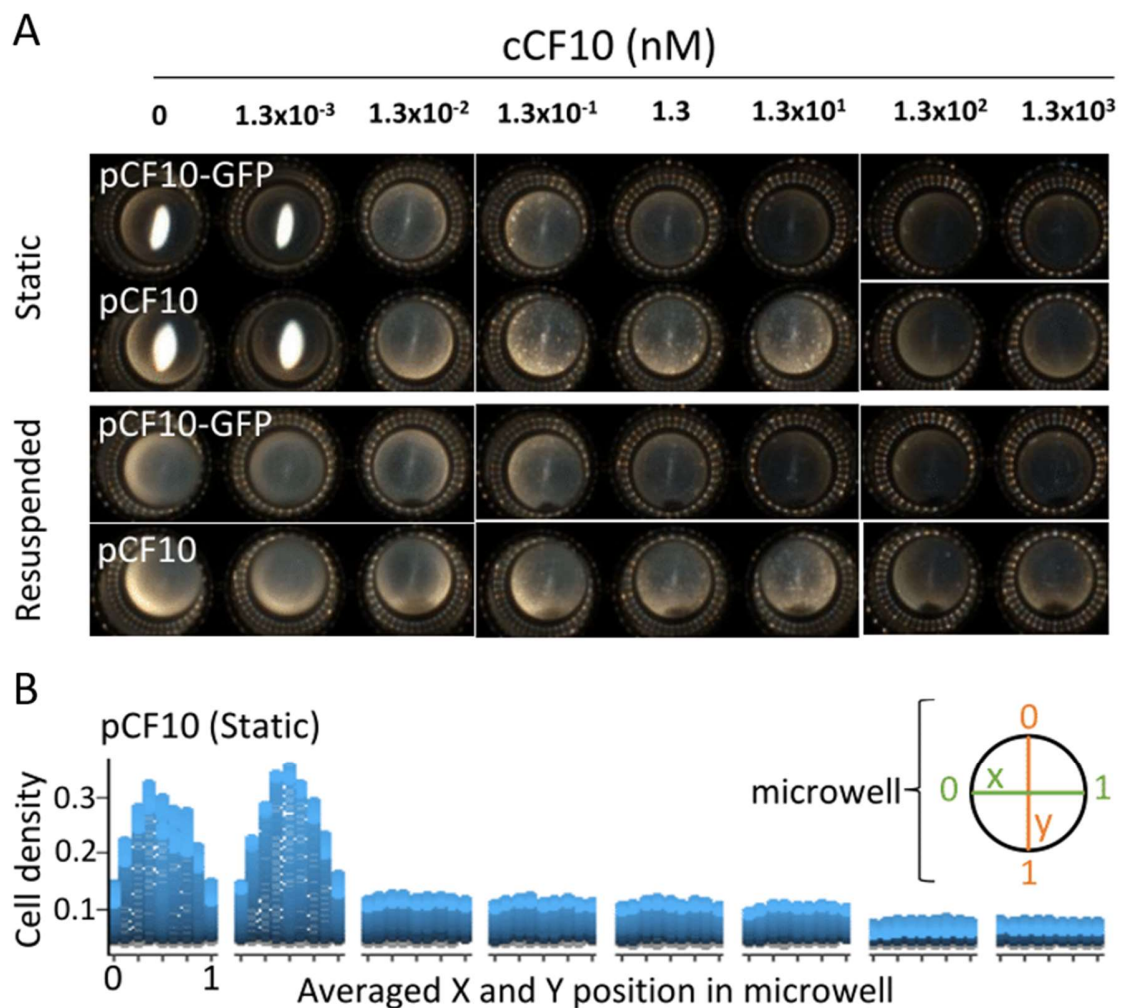 A
cCF10 (nM)
0 1.3x10⁻³ 1.3x10⁻² 1.3x10⁻¹ 1.3 1.3x10¹ 1.3x10² 1.3x10³
Static
pCF10-GFP
pCF10
Resuspended
pCF10-GFP
pCF10
B
pCF10 (Static)
Cell density
0.3
0.2
0.1
0 1
Averaged X and Y position in microwell
microwell
0
0 x 1
y
1